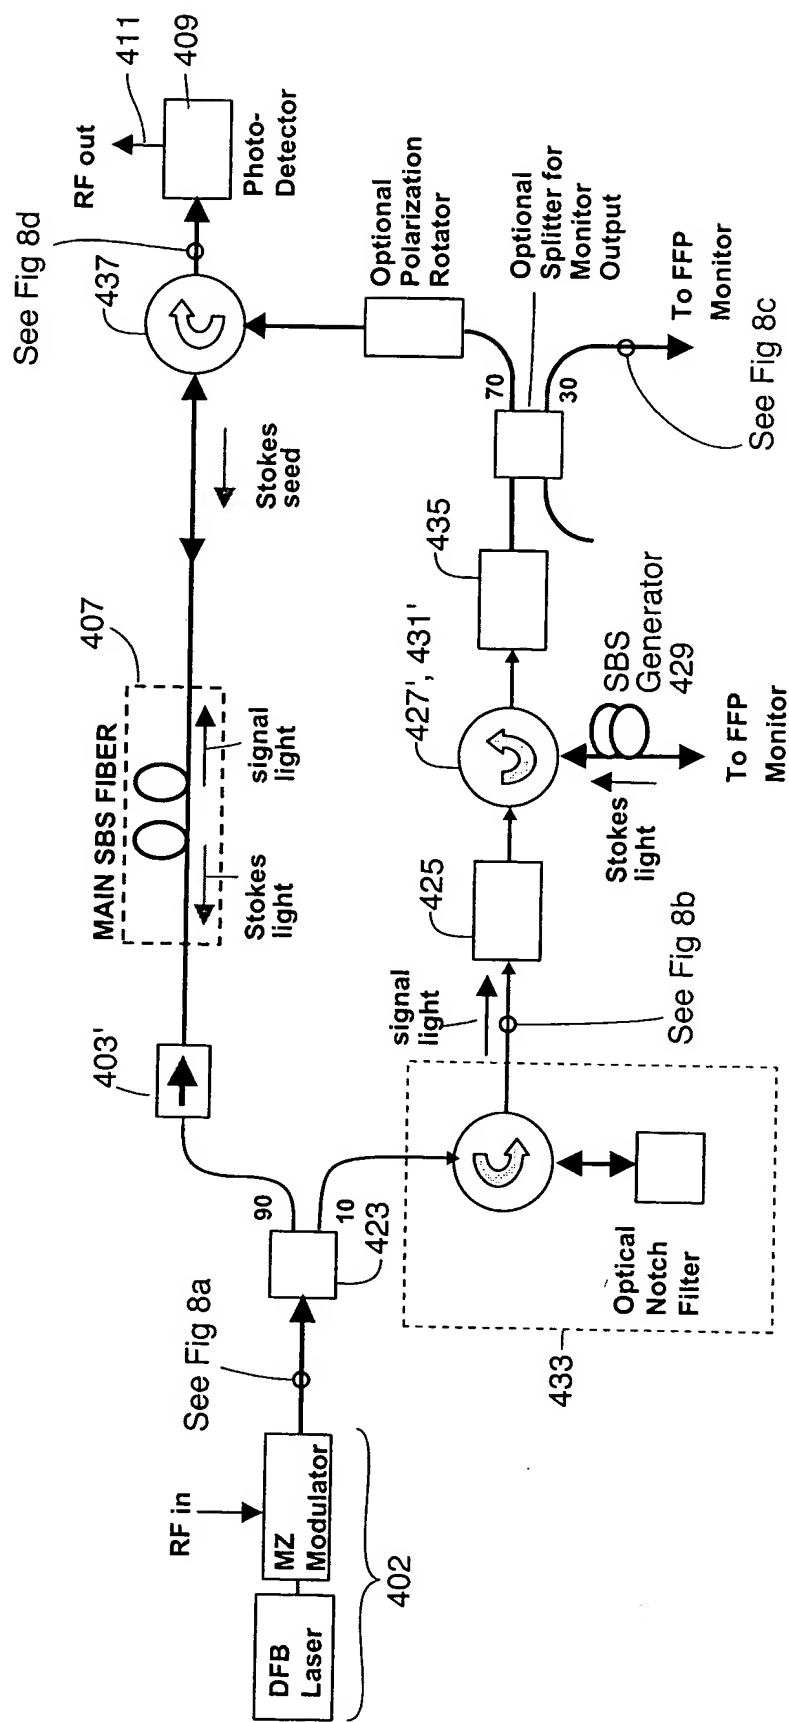 DFB
Laser
MZ
Modulator
RF in
402
See Fig 8a
90
10
423
403'
433
Optical
Notch
Filter
signal
light
See Fig 8b
425
MAIN SBS FIBER
407
Stokes
light
signal
light
427', 431'
Stokes
light
SBS
Generator
429
To FFP
Monitor
435
Stokes
seed
70
30
Optional
Splitter for
Monitor
Output
To FFP
Monitor
See Fig 8c
Optional
Polarization
Rotator
437
See Fig 8d
RF out
411
409
Photo-
Detector